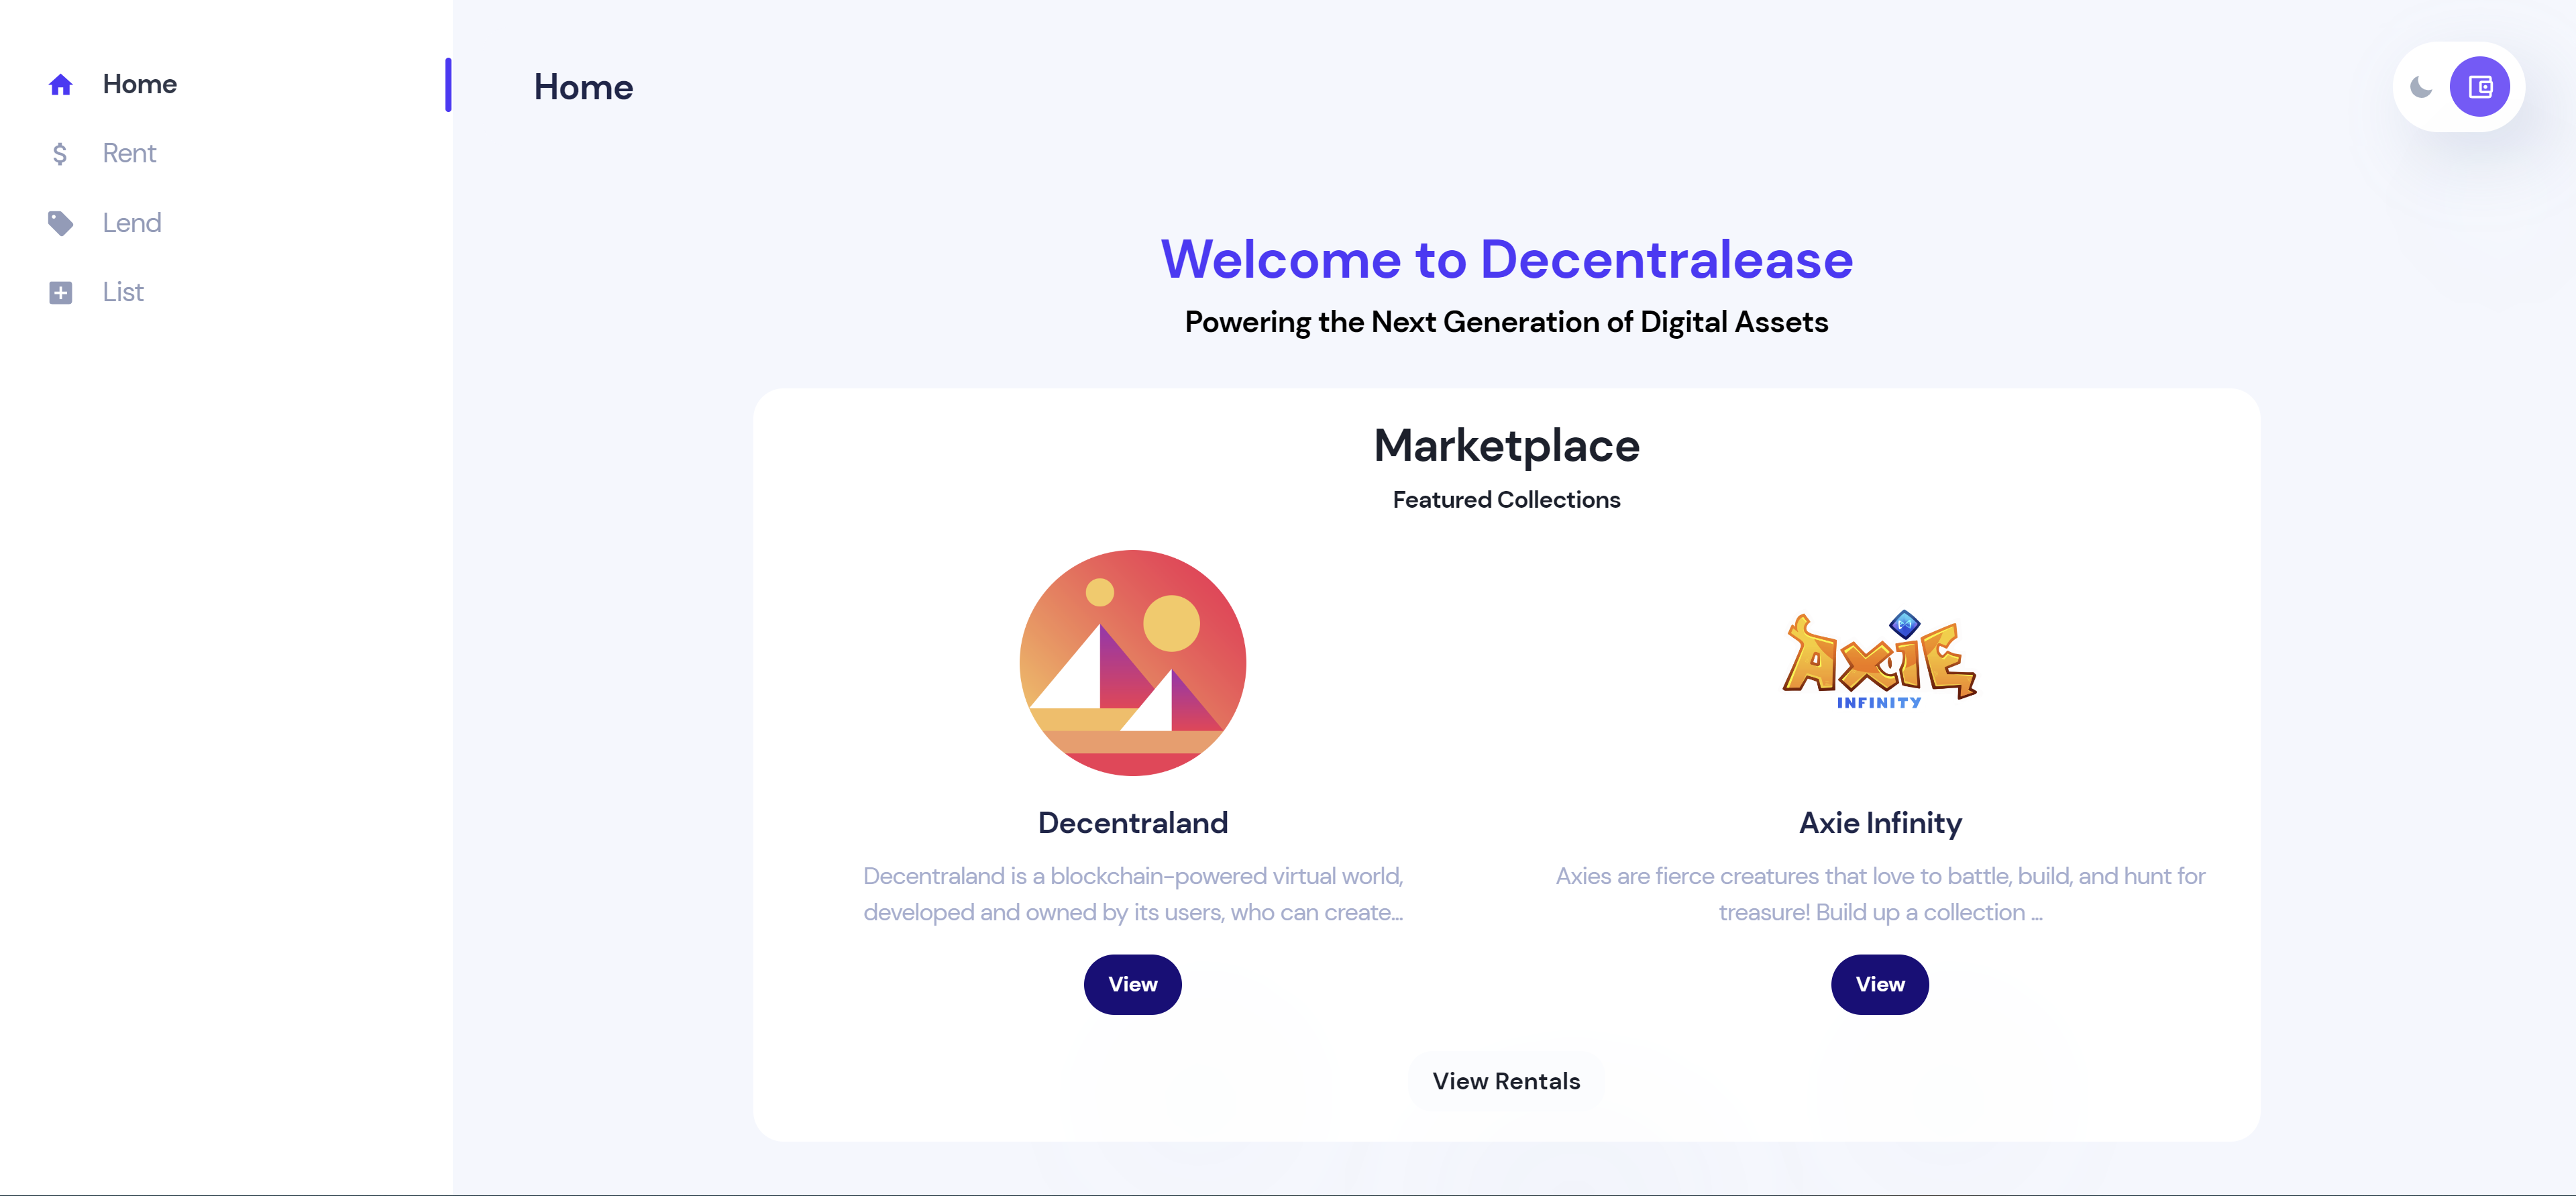 Home
Rent
Lend
List
Home
Welcome to Decentralease
Powering the Next Generation of Digital Assets
Marketplace
Featured Collections
AXIE
INFINITY
Decentraland
Decentraland is a blockchain-powered virtual world,
developed and owned by its users, who can create...
View
Axie Infinity
Axies are fierce creatures that love to battle, build, and hunt for
treasure! Build up a collection ...
View
View Rentals